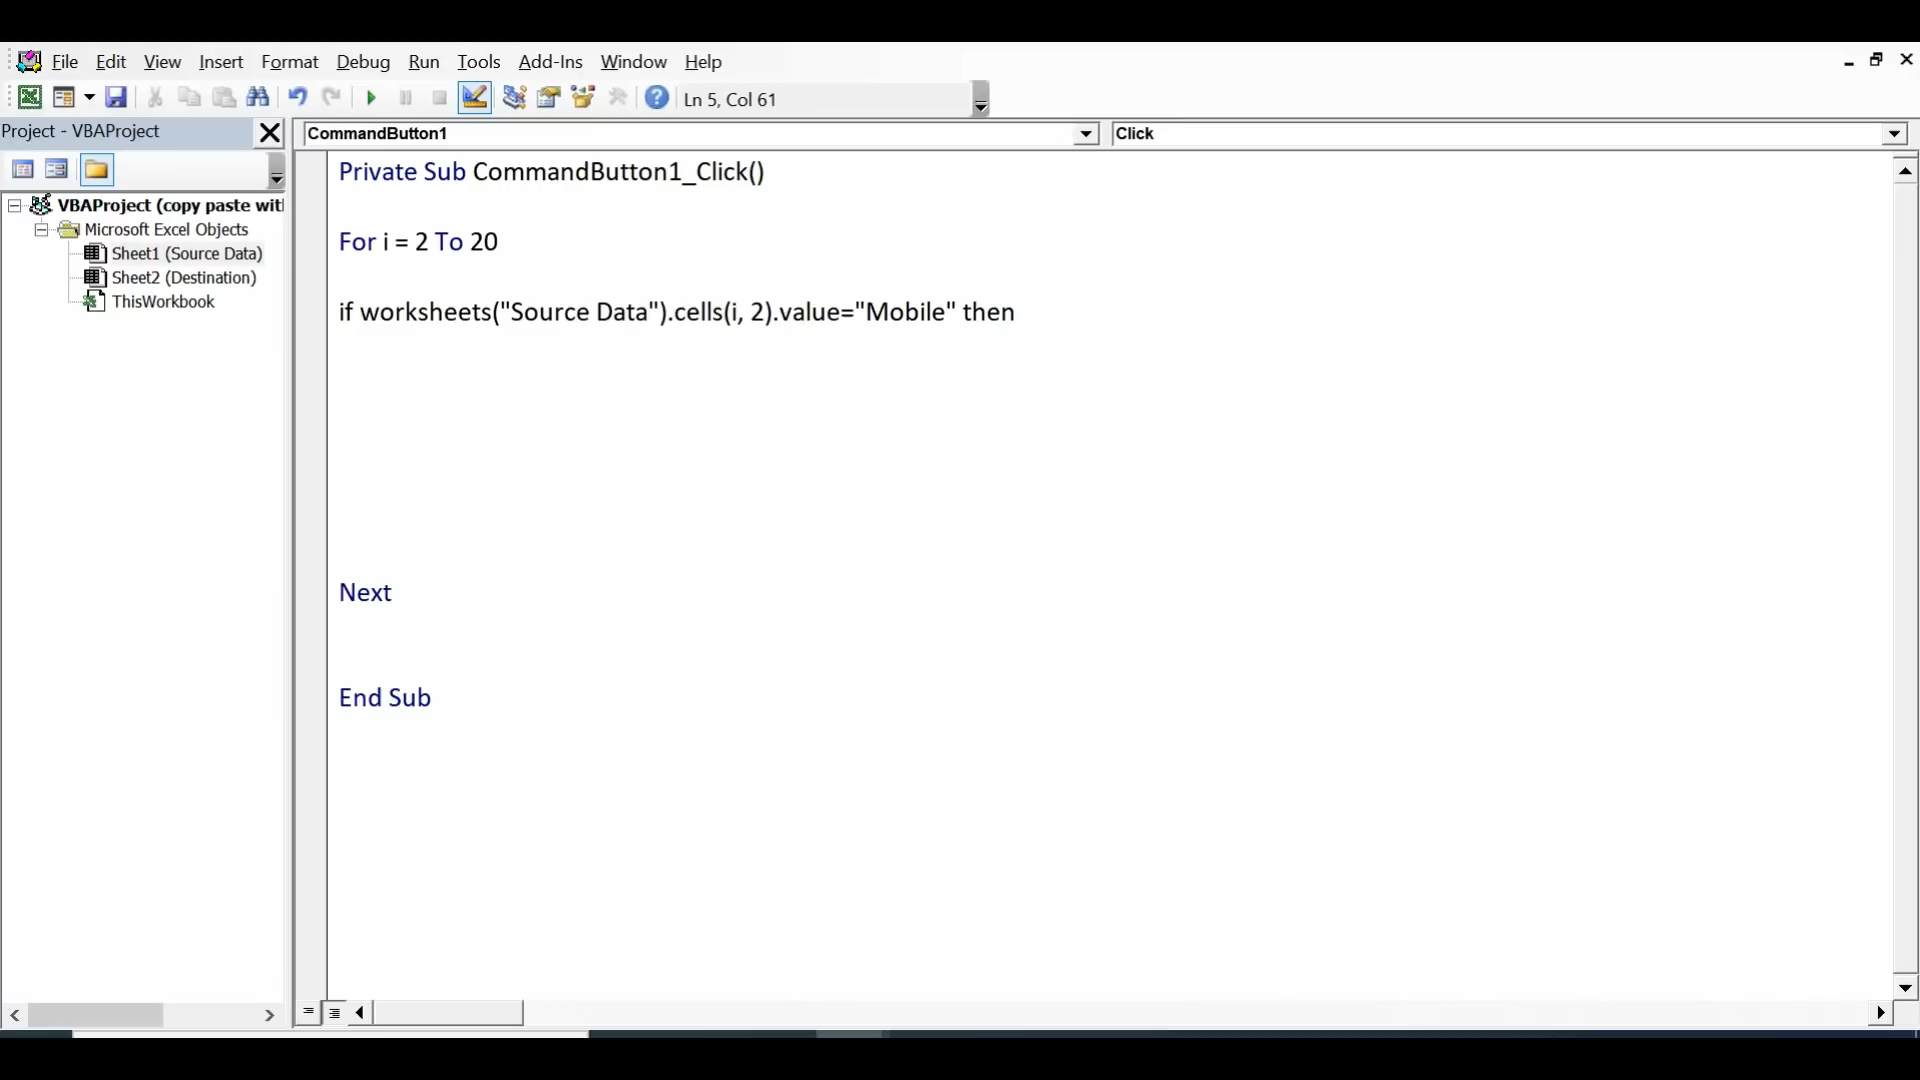 File Edit View Insert Format Debug Run Tools Add-Ins Window Help
Ln 5, Col 61
Project - VBAProject
CommandButton1
Click
VBAProject (copy paste wit
Microsoft Excel Objects
Sheet1 (Source Data)
Sheet2 (Destination)
ThisWorkbook
Private Sub CommandButton1_Click()
For i = 2 To 20
if worksheets("Source Data").cells(i, 2).value="Mobile" then
Next
End Sub